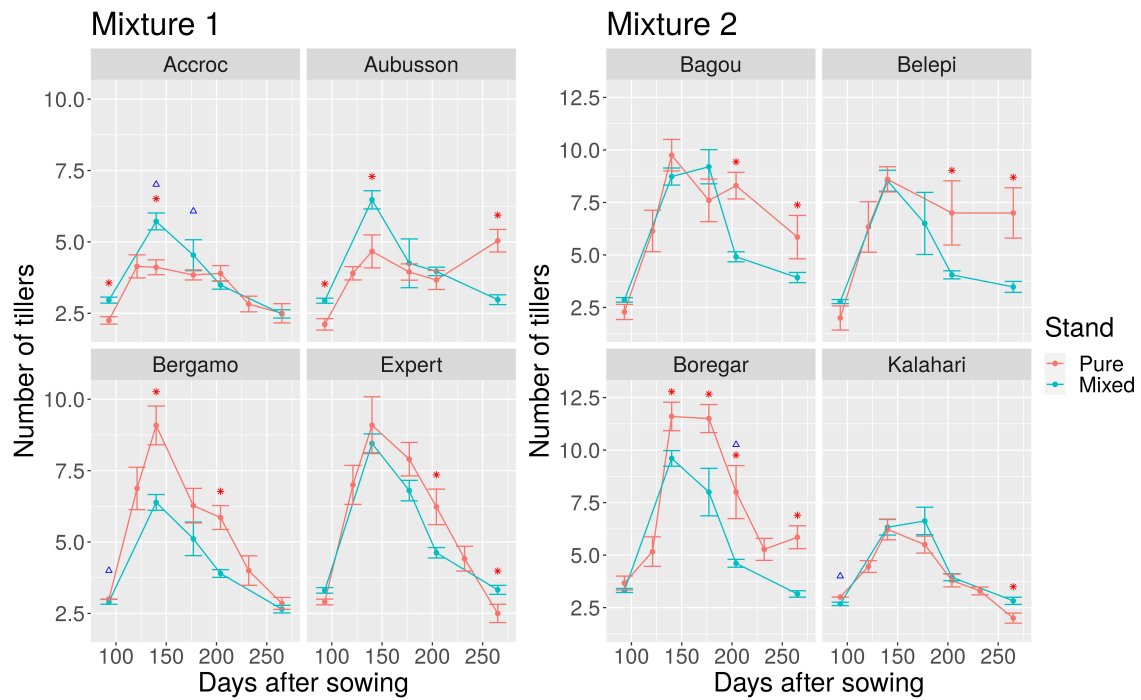 Mixture 1
Mixture 2
Accroc
Aubusson
Bagou
Belepi
10.0
7.5
5.0
2.5
12.5
10.0
7.5
5.0
2.5
Number of tillers
Number of tillers
Bergamo
Expert
Boregar
Kalahari
10.0
7.5
5.0
2.5
12.5
10.0
7.5
5.0
2.5
100 150 200 250
100 150 200 250
100 150 200 250
100 150 200 250
Days after sowing
Days after sowing
Stand
Pure
Mixed